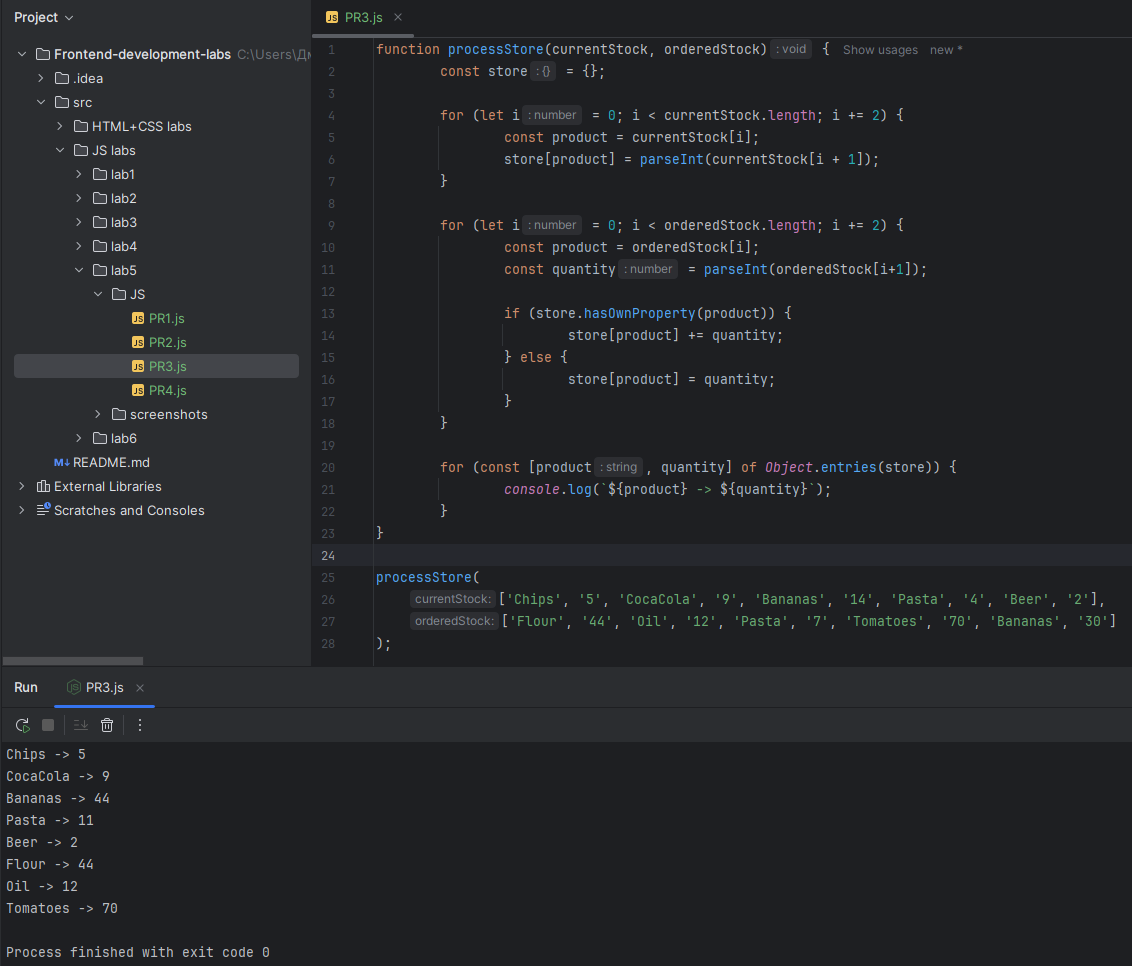 Project
Frontend-development-labs C:\Users\Дм
.idea
src
HTML+CSS labs
JS labs
lab1
lab2
lab3
lab4
lab5
JS
JS PR1.js
JS PR2.js
JS PR3.js
JS PR4.js
screenshots
lab6
M↓ README.md
External Libraries
Scratches and Consoles
JS PR3.js ×
1 function processStore(currentStock, orderedStock) : void { Show usages new *
2 const store : {} = {};
3
4 for (let i : number = 0; i < currentStock.length; i += 2) {
5 const product = currentStock[i];
6 store[product] = parseInt(currentStock[i + 1]);
7 }
8
9 for (let i : number = 0; i < orderedStock.length; i += 2) {
10 const product = orderedStock[i];
11 const quantity : number = parseInt(orderedStock[i+1]);
12
13 if (store.hasOwnProperty(product)) {
14 store[product] += quantity;
15 } else {
16 store[product] = quantity;
17 }
18 }
19
20 for (const [product : string , quantity] of Object.entries(store)) {
21 console.log(`${product} -> ${quantity}`);
22 }
23 }
24
25 processStore(
26 currentStock: ['Chips', '5', 'CocaCola', '9', 'Bananas', '14', 'Pasta', '4', 'Beer', '2'],
27 orderedStock: ['Flour', '44', 'Oil', '12', 'Pasta', '7', 'Tomatoes', '70', 'Bananas', '30']
28 );
Run JS PR3.js ×
Chips -> 5
CocaCola -> 9
Bananas -> 44
Pasta -> 11
Beer -> 2
Flour -> 44
Oil -> 12
Tomatoes -> 70
Process finished with exit code 0